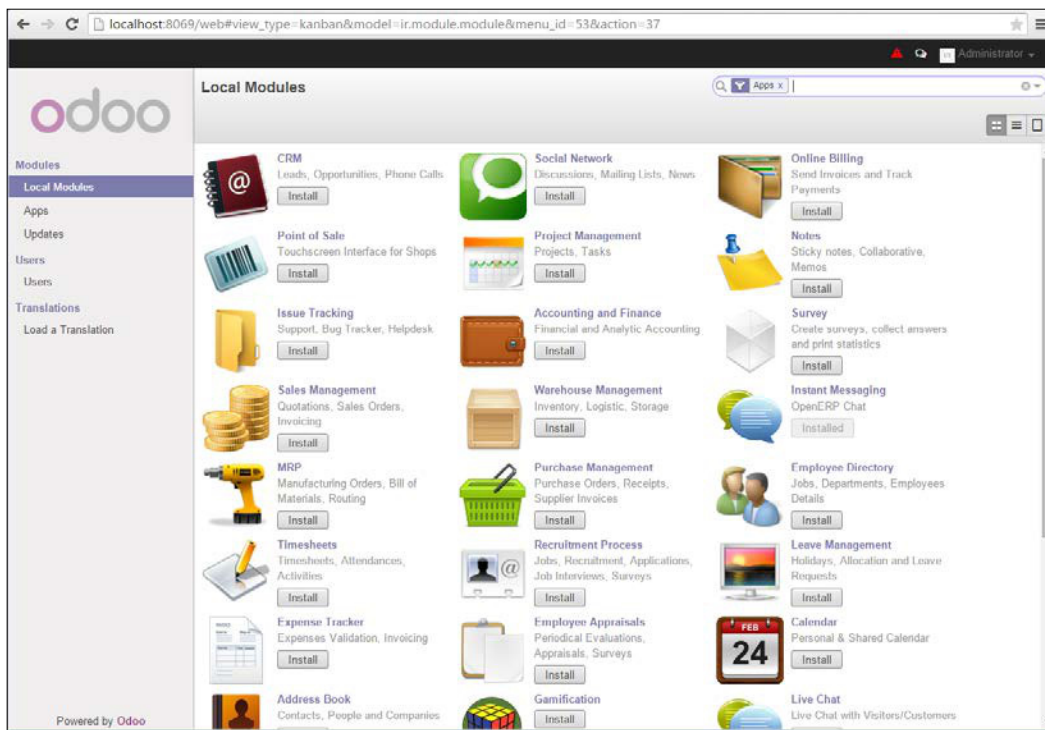 localhost:8069/web#view_type=kanban&model=ir.module.module&menu_id=53&action=37
Administrator
odoo
Local Modules
Apps x
Modules
Local Modules
Apps
Updates
Users
Users
Translations
Load a Translation
CRM
Leads, Opportunities, Phone Calls
Install
Social Network
Discussions, Mailing Lists, News
Install
Online Billing
Send Invoices and Track
Payments
Install
Point of Sale
Touchscreen Interface for Shops
Install
Project Management
Projects, Tasks
Install
Notes
Sticky notes, Collaborative,
Memos
Install
Issue Tracking
Support, Bug Tracker, Helpdesk
Install
Accounting and Finance
Financial and Analytic Accounting
Install
Survey
Create surveys, collect answers
and print statistics
Install
Sales Management
Quotations, Sales Orders,
Invoicing
Install
Warehouse Management
Inventory, Logistic, Storage
Install
Instant Messaging
OpenERP Chat
Installed
MRP
Manufacturing Orders, Bill of
Materials, Routing
Install
Purchase Management
Purchase Orders, Receipts,
Supplier Invoices
Install
Employee Directory
Jobs, Departments, Employees
Details
Install
Timesheets
Timesheets, Attendances,
Activities
Install
Recruitment Process
Jobs, Recruitment, Applications,
Job Interviews, Surveys
Install
Leave Management
Holidays, Allocation and Leave
Requests
Install
Expense Tracker
Expenses Validation, Invoicing
Install
Employee Appraisals
Periodical Evaluations,
Appraisals, Surveys
Install
FEB
24
Calendar
Personal & Shared Calendar
Install
Address Book
Contacts, People and Companies
Gamification
Install
Live Chat
Live Chat with Visitors/Customers
Powered by Odoo